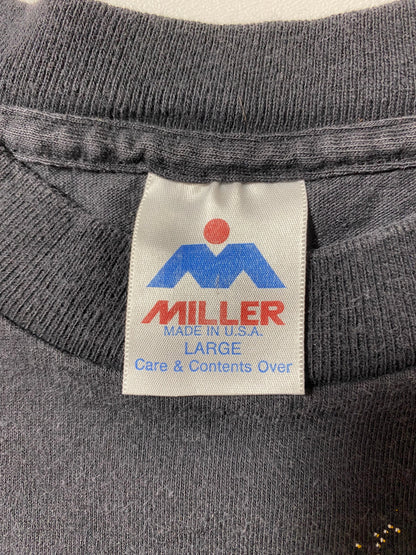 MILLER
MADE IN U.S.A.
LARGE
Care & Contents Over